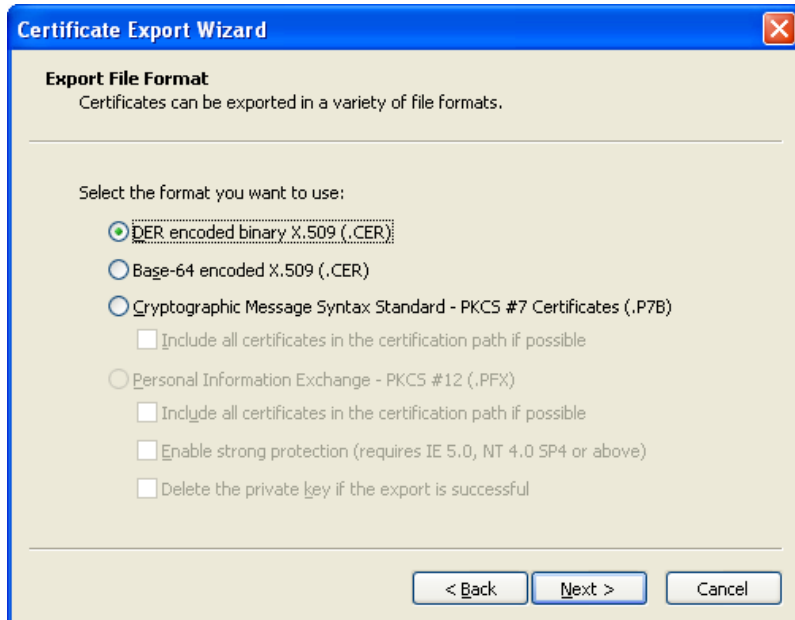 Certificate Export Wizard
Export File Format
Certificates can be exported in a variety of file formats.
Select the format you want to use:
DER encoded binary X.509 (.CER)
Base-64 encoded X.509 (.CER)
Cryptographic Message Syntax Standard - PKCS #7 Certificates (.P7B)
Include all certificates in the certification path if possible
Personal Information Exchange - PKCS #12 (.PFX)
Include all certificates in the certification path if possible
Enable strong protection (requires IE 5.0, NT 4.0 SP4 or above)
Delete the private key if the export is successful
< Back Next > Cancel